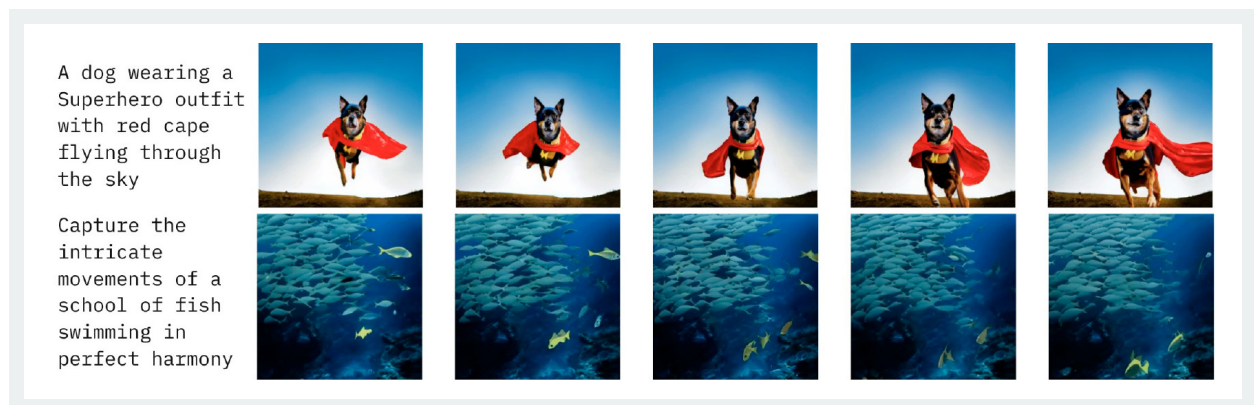 A dog wearing a
Superhero outfit
with red cape
flying through
the sky
Capture the
intricate
movements of a
school of fish
swimming in
perfect harmony